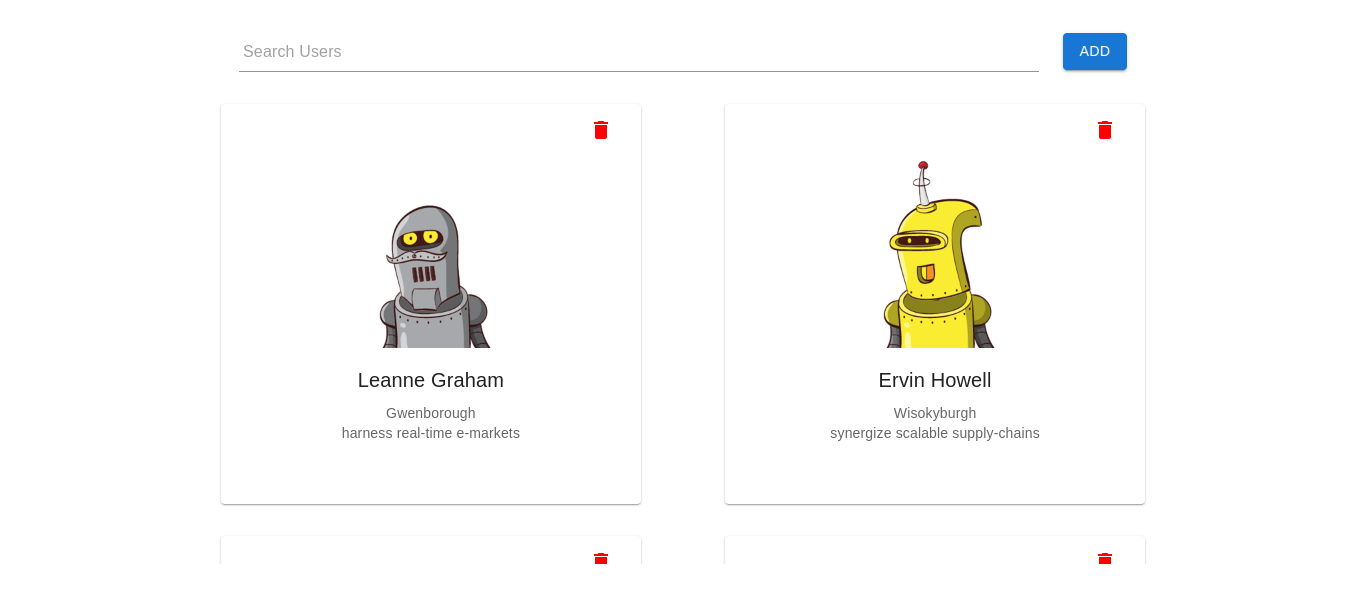 Search Users
ADD
Leanne Graham
Gwenborough
harness real-time e-markets
Ervin Howell
Wisokyburgh
synergize scalable supply-chains